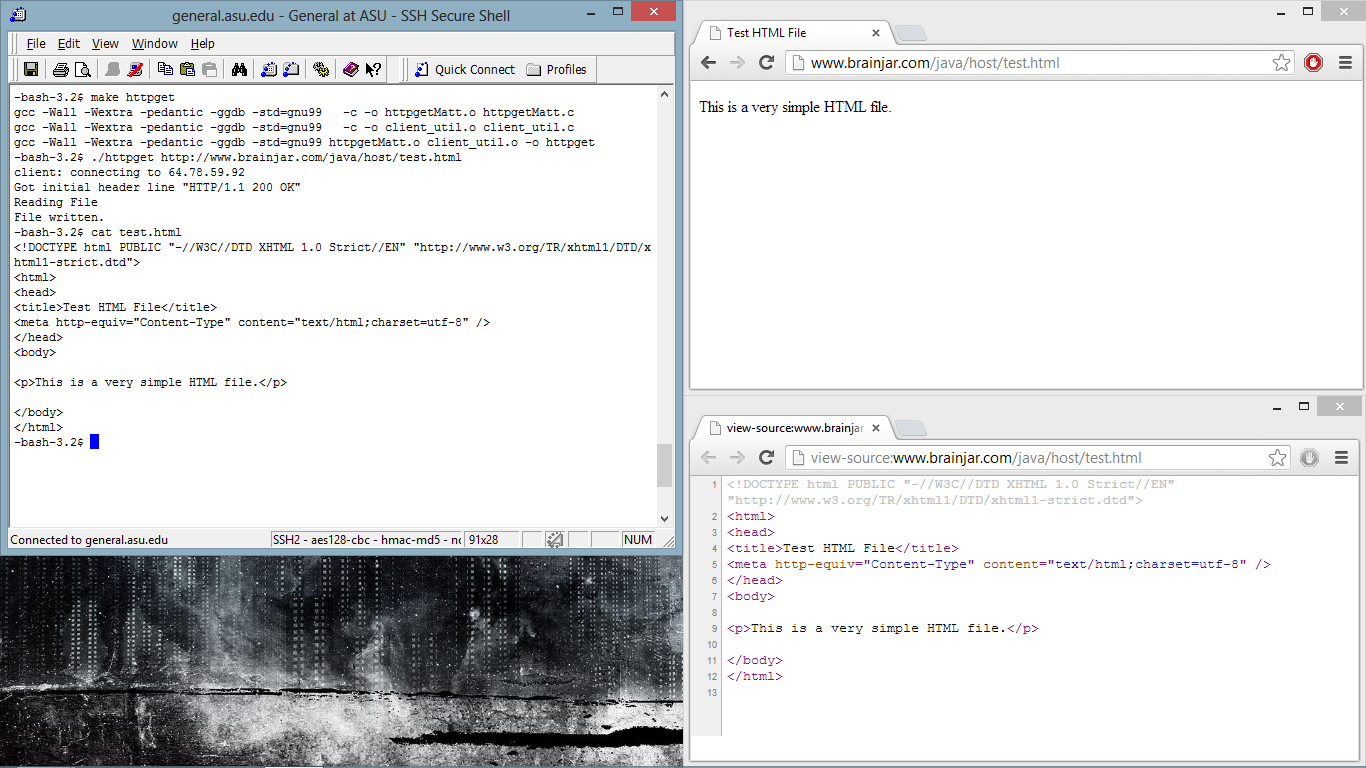 general.asu.edu - General at ASU - SSH Secure Shell
File Edit View Window Help
Quick Connect Profiles
-bash-3.2$ make httpget
gcc -Wall -Wextra -pedantic -ggdb -std=gnu99   -c -o httpgetMatt.o httpgetMatt.c
gcc -Wall -Wextra -pedantic -ggdb -std=gnu99   -c -o client_util.o client_util.c
gcc -Wall -Wextra -pedantic -ggdb -std=gnu99 httpgetMatt.o client_util.o -o httpget
-bash-3.2$ ./httpget http://www.brainjar.com/java/host/test.html
client: connecting to 64.78.59.92
Got initial header line "HTTP/1.1 200 OK"
Reading File
File written.
-bash-3.2$ cat test.html
<!DOCTYPE html PUBLIC "-//W3C//DTD XHTML 1.0 Strict//EN" "http://www.w3.org/TR/xhtml1/DTD/x
html1-strict.dtd">
<html>
<head>
<title>Test HTML File</title>
<meta http-equiv="Content-Type" content="text/html;charset=utf-8" />
</head>
<body>
<p>This is a very simple HTML file.</p>
</body>
</html>
-bash-3.2$
Connected to general.asu.edu SSH2 - aes128-cbc - hmac-md5 - nc 91x28 NUM
Test HTML File
www.brainjar.com/java/host/test.html
This is a very simple HTML file.
view-source:www.brainjar
view-source:www.brainjar.com/java/host/test.html
1 <!DOCTYPE html PUBLIC "-//W3C//DTD XHTML 1.0 Strict//EN"
"http://www.w3.org/TR/xhtml1/DTD/xhtml1-strict.dtd">
2 <html>
3 <head>
4 <title>Test HTML File</title>
5 <meta http-equiv="Content-Type" content="text/html;charset=utf-8" />
6 </head>
7 <body>
8
9 <p>This is a very simple HTML file.</p>
10
11 </body>
12 </html>
13